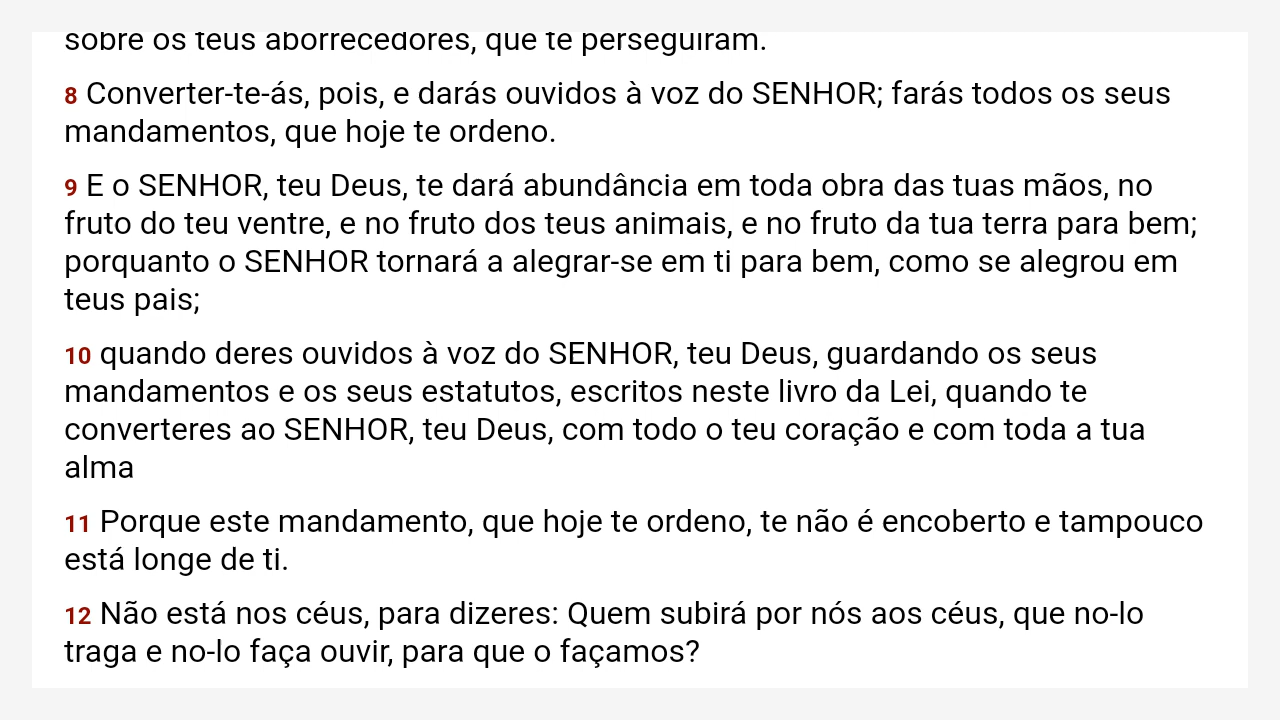 sobre os teus aborrecedores, que te perseguiram.
8 Converter-te-ás, pois, e darás ouvidos à voz do SENHOR; farás todos os seus
mandamentos, que hoje te ordeno.
9 E o SENHOR, teu Deus, te dará abundância em toda obra das tuas mãos, no
fruto do teu ventre, e no fruto dos teus animais, e no fruto da tua terra para bem;
porquanto o SENHOR tornará a alegrar-se em ti para bem, como se alegrou em
teus pais;
10 quando deres ouvidos à voz do SENHOR, teu Deus, guardando os seus
mandamentos e os seus estatutos, escritos neste livro da Lei, quando te
converteres ao SENHOR, teu Deus, com todo o teu coração e com toda a tua
alma
11 Porque este mandamento, que hoje te ordeno, te não é encoberto e tampouco
está longe de ti.
12 Não está nos céus, para dizeres: Quem subirá por nós aos céus, que no-lo
traga e no-lo faça ouvir, para que o façamos?